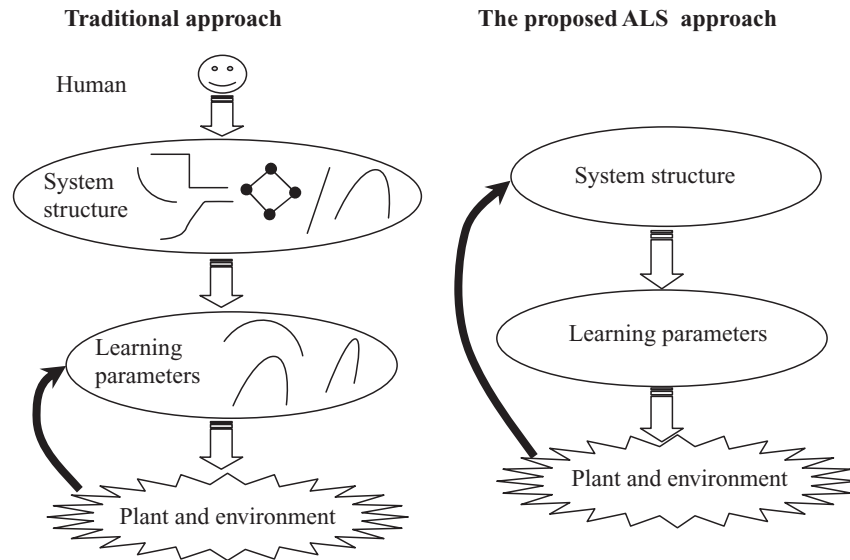 Traditional approach
Human
System
structure
Learning
parameters
Plant and environment
The proposed ALS approach
System structure
Learning parameters
Plant and environment